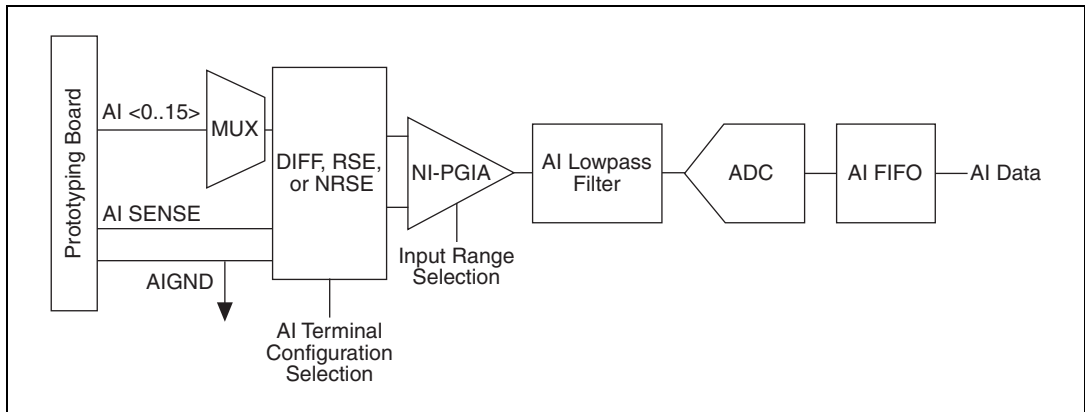 Prototyping Board
AI <0..15>
MUX
AI SENSE
AIGND
DIFF, RSE,
or NRSE
AI Terminal
Configuration
Selection
NI-PGIA
Input Range
Selection
AI Lowpass
Filter
ADC
AI FIFO
AI Data